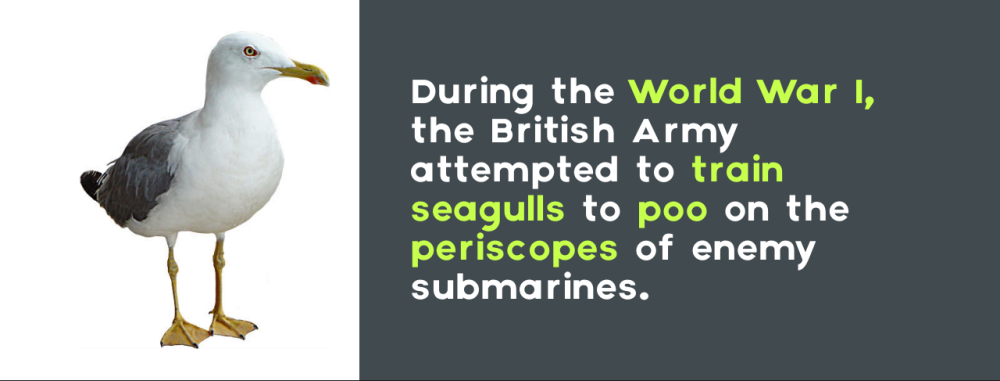 During the World War I,
the British Army
attempted to train
seagulls to poo on the
periscopes of enemy
submarines.